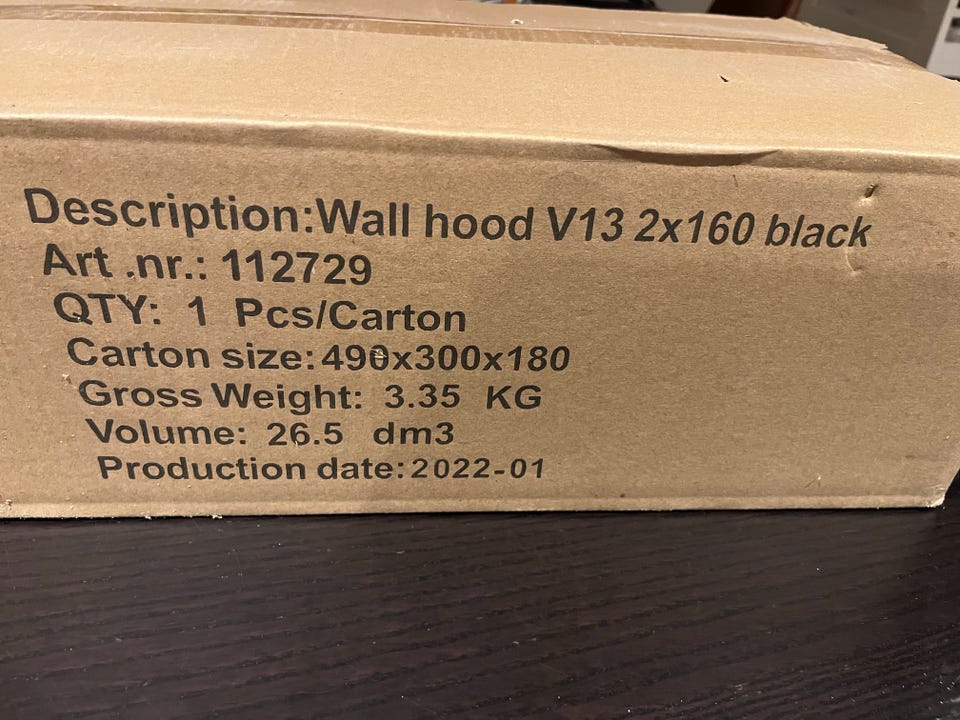 Description:Wall hood V13 2x160 black
Art .nr.: 112729
QTY: 1 Pcs/Carton
Carton size:490x300x180
Gross Weight: 3.35 KG
Volume: 26.5 dm3
Production date:2022-01